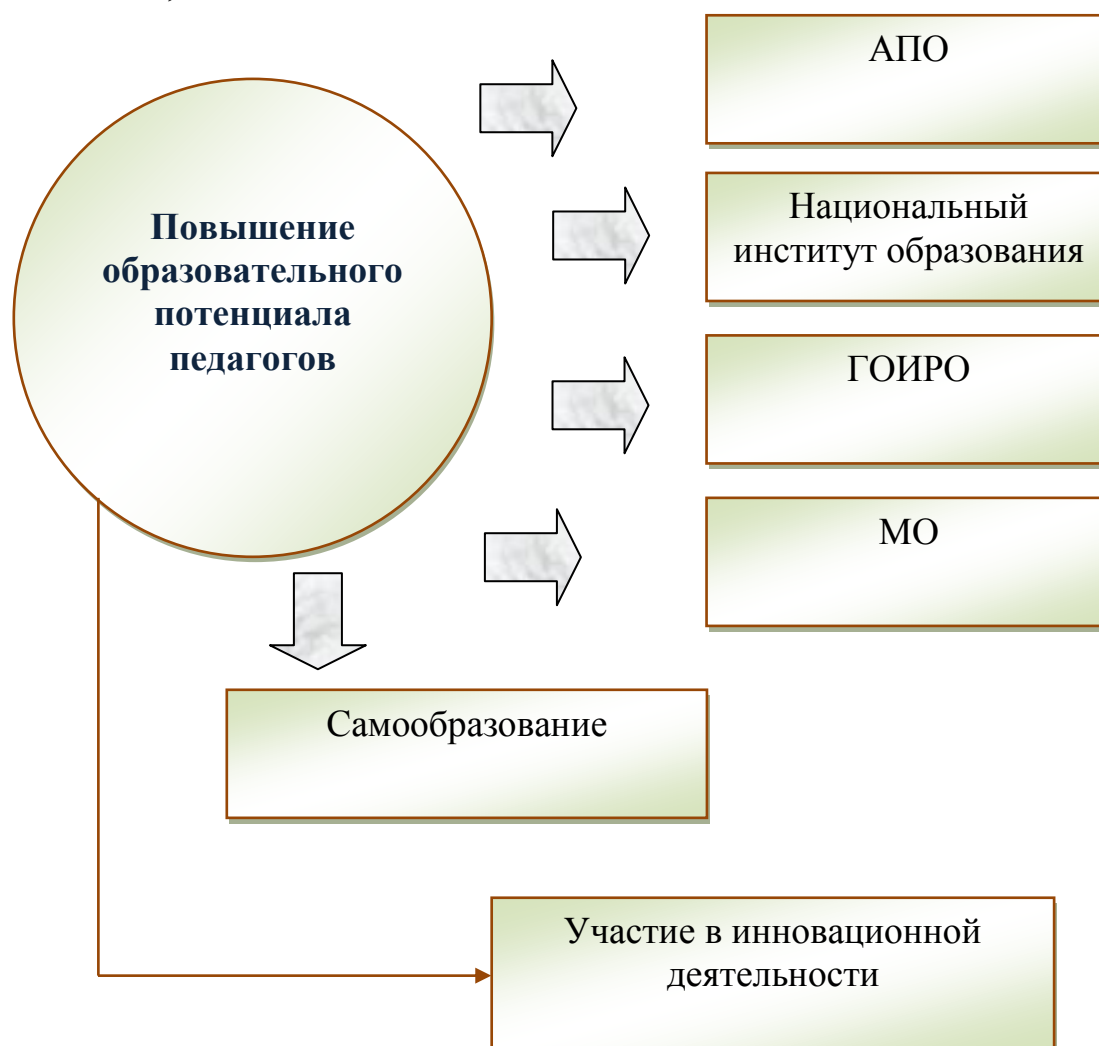 Повышение
образовательного
потенциала
педагогов
АПО
Национальный
институт образования
ГОИРО
МО
Самообразование
Участие в инновационной
деятельности